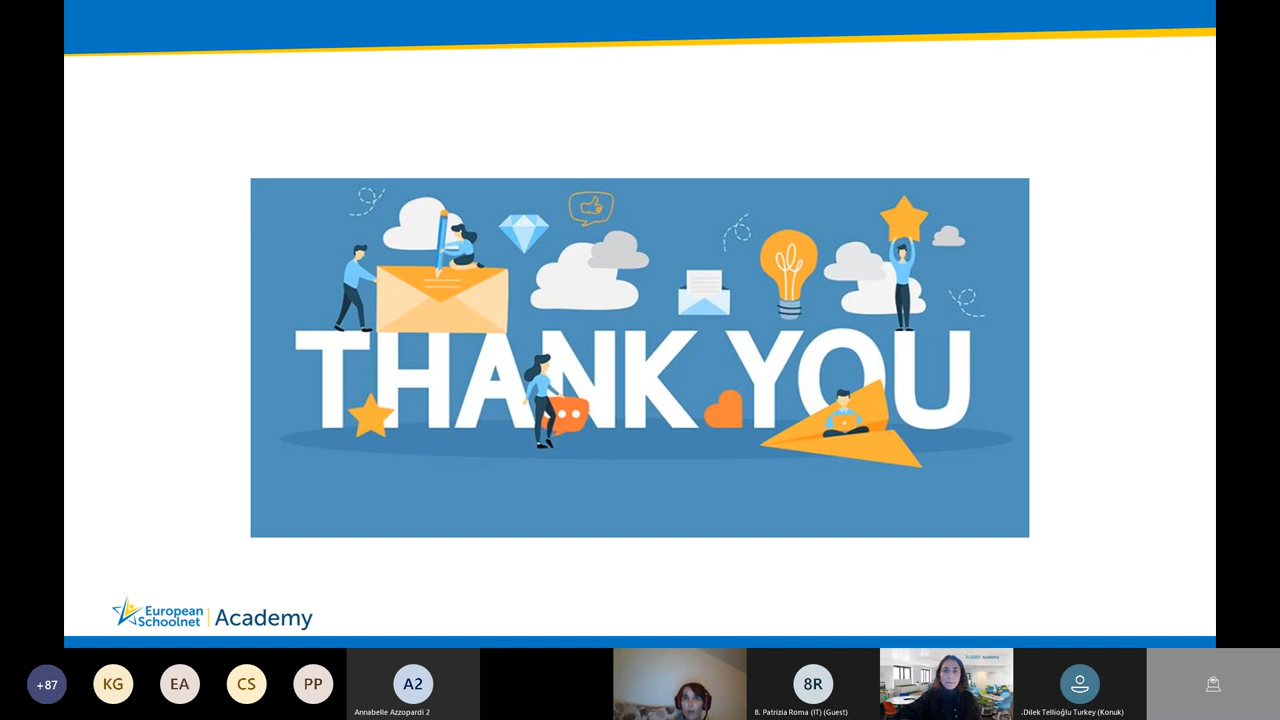 THANK YOU
European
Schoolnet
Academy
+87
KG
EA
CS
PP
A2
8R
Annabelle Azzopardi 2
8. Patrizia Roma (IT) (Guest)
.Dilek Tellioğlu Turkey (Konuk)